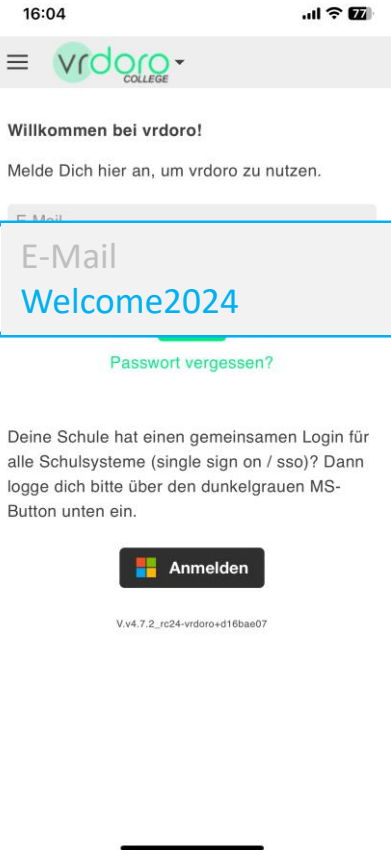 16:04
77
vrdoro
COLLEGE
Willkommen bei vrdoro!
Melde Dich hier an, um vrdoro zu nutzen.
E-Mail
E-Mail
Welcome2024
Passwort vergessen?
Deine Schule hat einen gemeinsamen Login für
alle Schulsysteme (single sign on / sso)? Dann
logge dich bitte über den dunkelgrauen MS-
Button unten ein.
Anmelden
V.v4.7.2_rc24-vrdoro+d16bae07